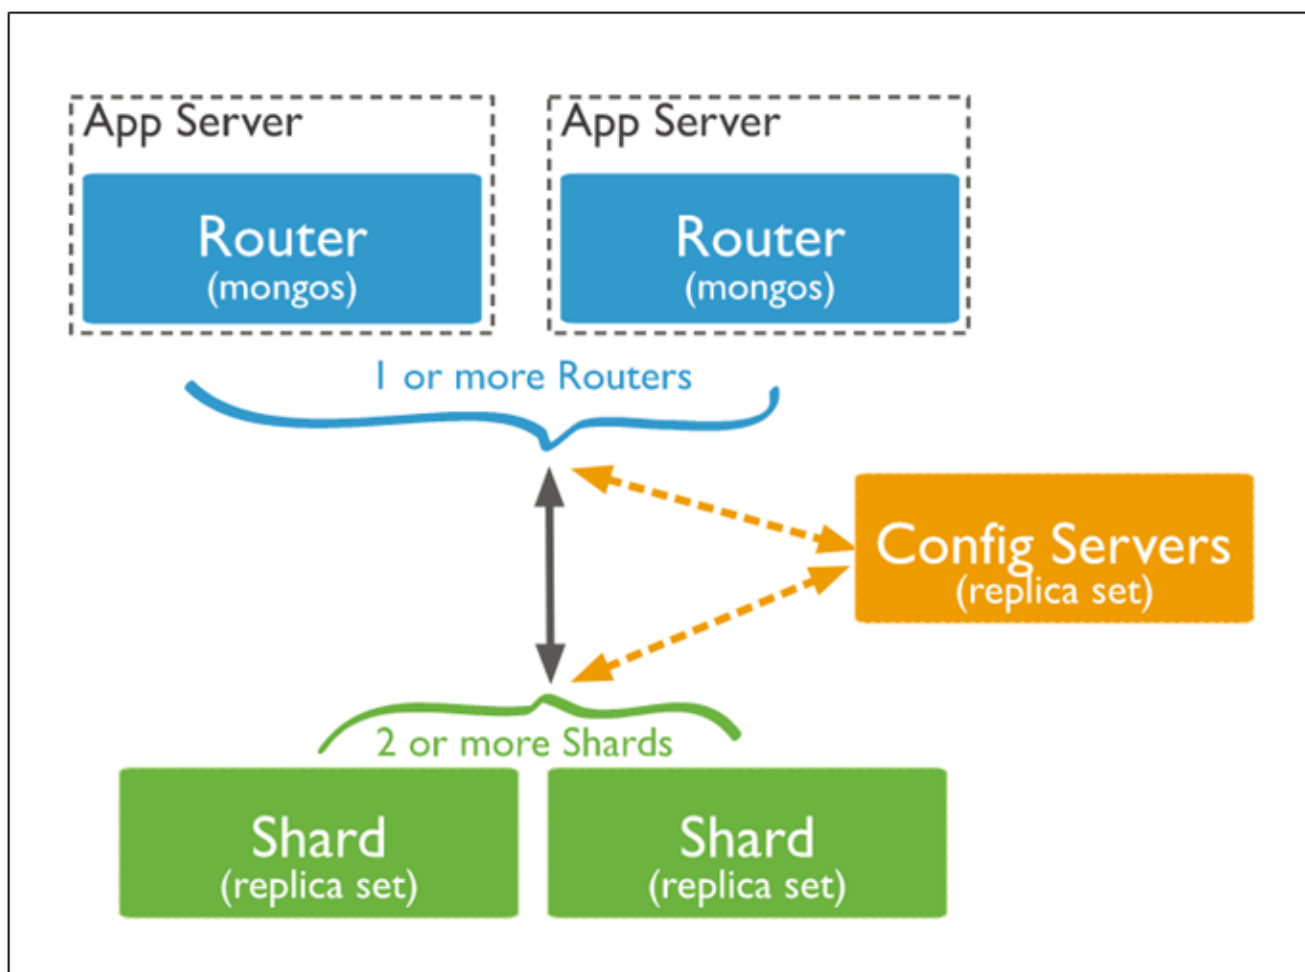 App Server
App Server
Router
(mongos)
Router
(mongos)
1 or more Routers
Config Servers
(replica set)
2 or more Shards
Shard
(replica set)
Shard
(replica set)